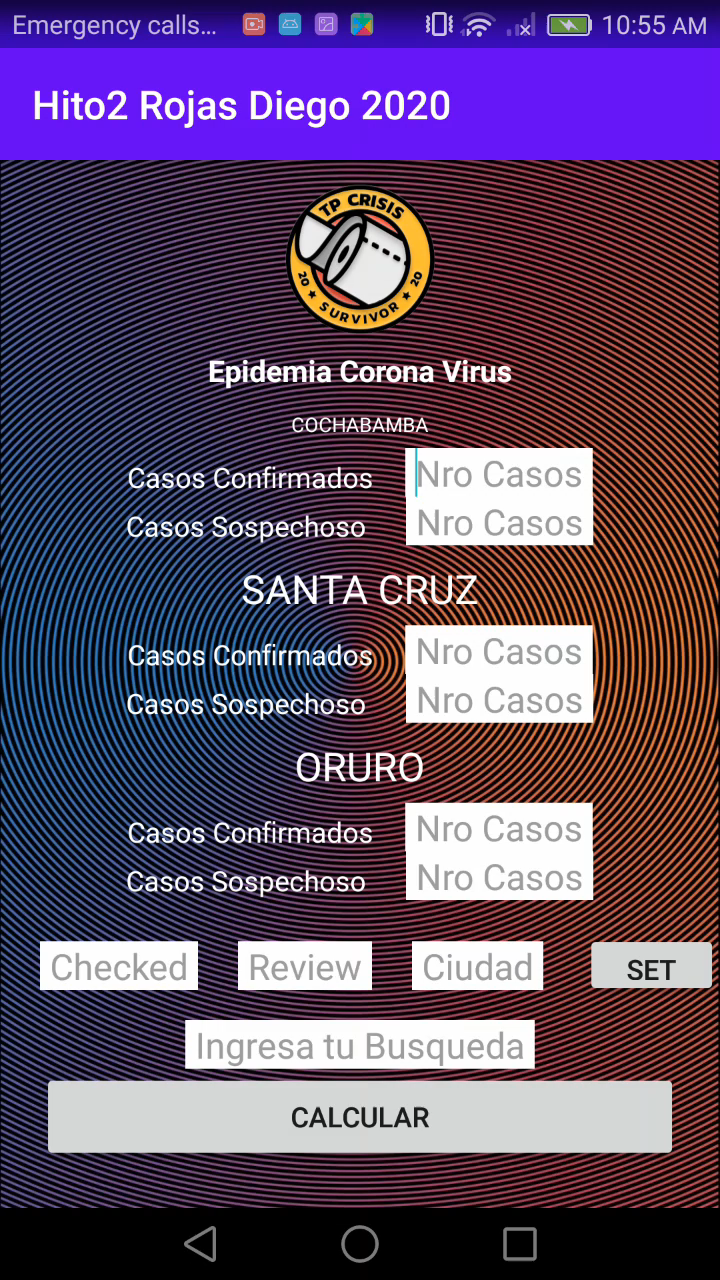 Emergency calls... 10:55 AM
Hito2 Rojas Diego 2020
TP CRISIS
20 ★ SURVIVOR ★ 20
Epidemia Corona Virus
COCHABAMBA
Casos Confirmados Nro Casos
Casos Sospechoso Nro Casos
SANTA CRUZ
Casos Confirmados Nro Casos
Casos Sospechoso Nro Casos
ORURO
Casos Confirmados Nro Casos
Casos Sospechoso Nro Casos
Checked Review Ciudad SET
Ingresa tu Busqueda
CALCULAR